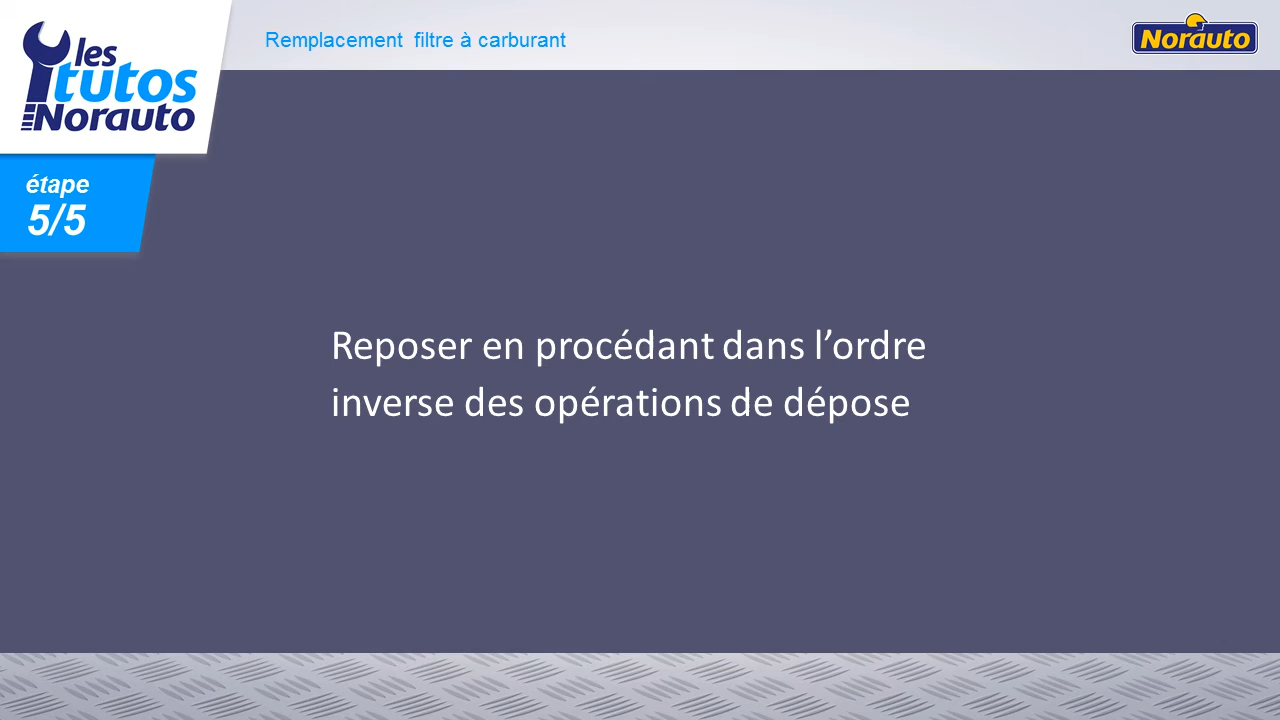 les
tutos
Norauto
Remplacement filtre à carburant
Norauto
étape
5/5
Reposer en procédant dans l’ordre
inverse des opérations de dépose